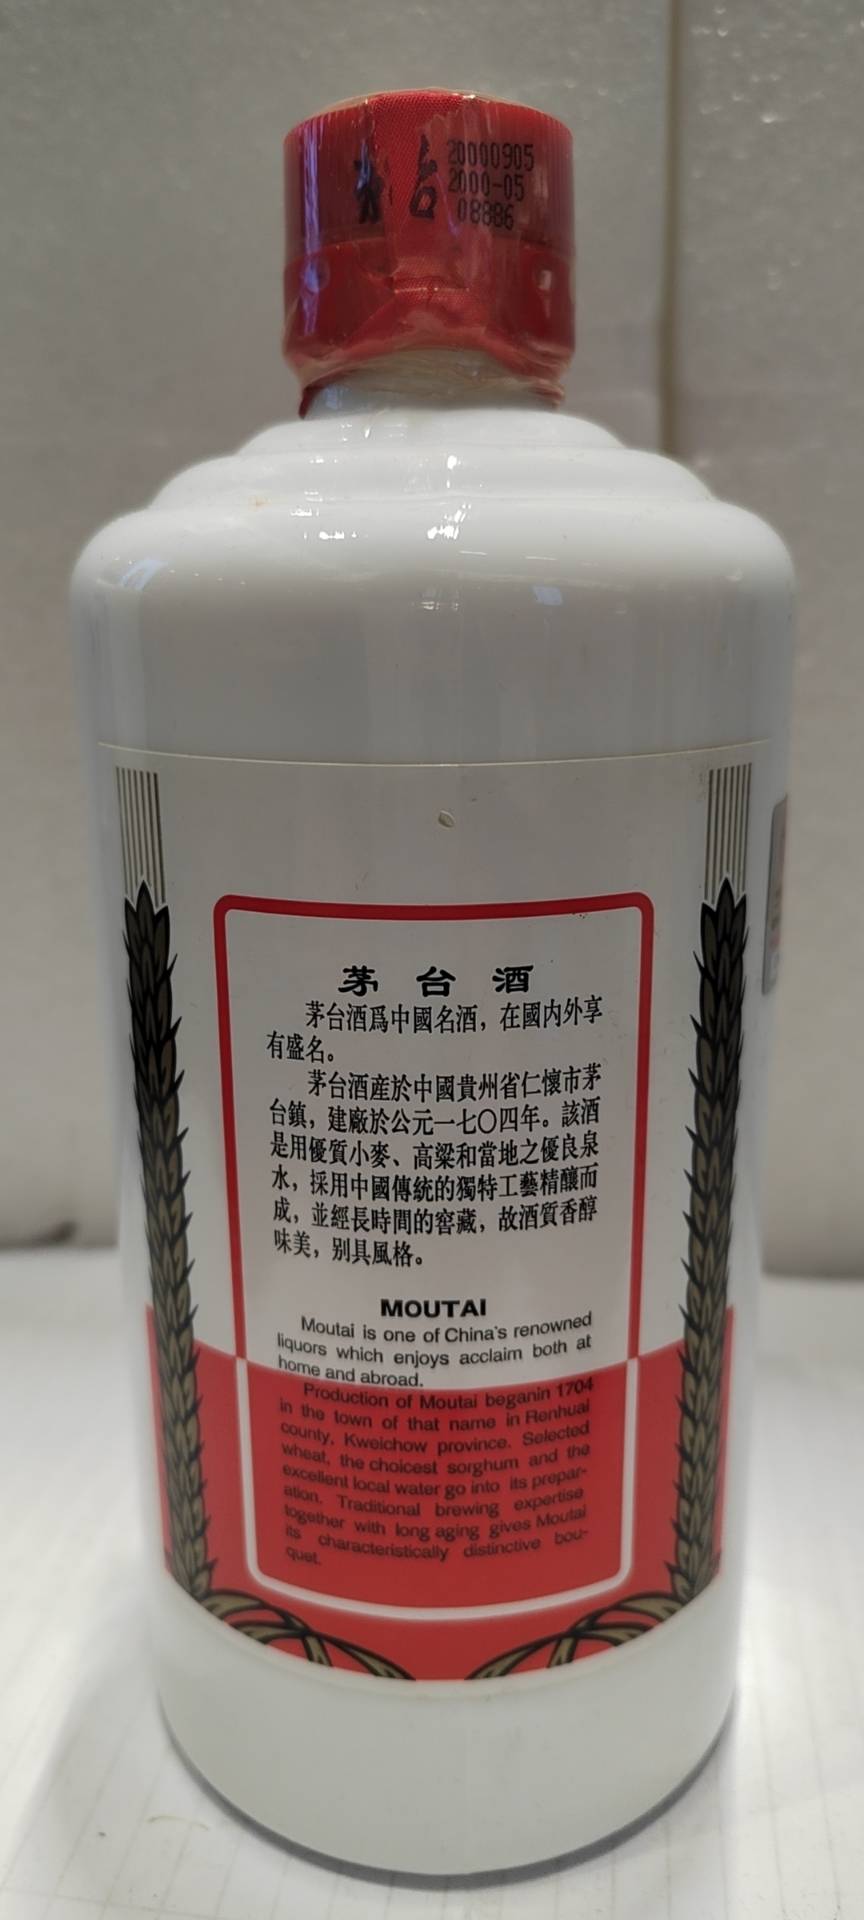 茅台
20000905
2000-05
08886
茅台酒
茅台酒爲中國名酒，在國内外享
有盛名。
茅台酒産於中國貴州省仁懷市茅
台鎮，建廠於公元一七〇四年。該酒
是用優質小麥、高粱和當地之優良泉
水，採用中國傳統的獨特工藝精釀而
成，並經長時間的窖藏，故酒質香醇
味美，别具風格。
MOUTAI
Moutai is one of China's renowned
liquors which enjoys acclaim both at
home and abroad.
Production of Moutai beganin 1704
in the town of that name in Renhuai
county, Kweichow province. Selected
wheat, the choicest sorghum and the
excellent local water go into its prepar-
ation. Traditional brewing expertise
together with long aging gives Moutai
its characteristically distinctive bou-
quet.